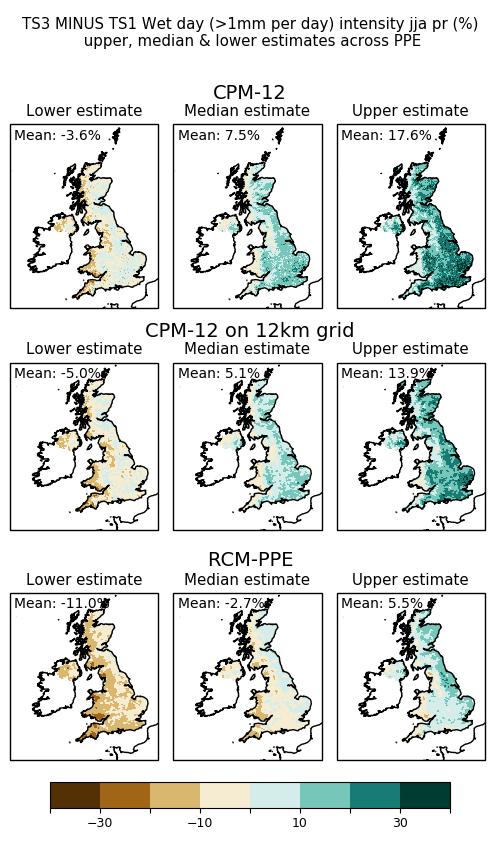 TS3 MINUS TS1 Wet day (>1mm per day) intensity jja pr (%)
upper, median & lower estimates across PPE
CPM-12
Lower estimate Median estimate Upper estimate
Mean: -3.6% Mean: 7.5% Mean: 17.6%
CPM-12 on 12km grid
Lower estimate Median estimate Upper estimate
Mean: -5.0% Mean: 5.1% Mean: 13.9%
RCM-PPE
Lower estimate Median estimate Upper estimate
Mean: -11.0% Mean: -2.7% Mean: 5.5%
−30 −10 10 30